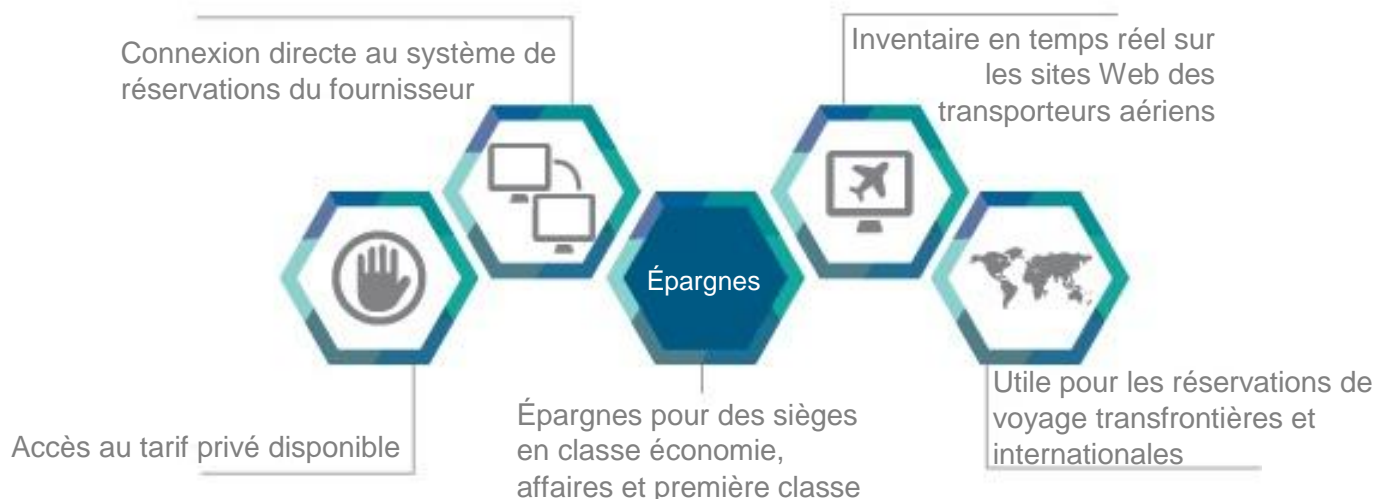 Connexion directe au système de
réservations du fournisseur
Inventaire en temps réel sur
les sites Web des
transporteurs aériens
Épargnes
Accès au tarif privé disponible
Épargnes pour des sièges
en classe économie,
affaires et première classe
Utile pour les réservations de
voyage transfrontières et
internationales